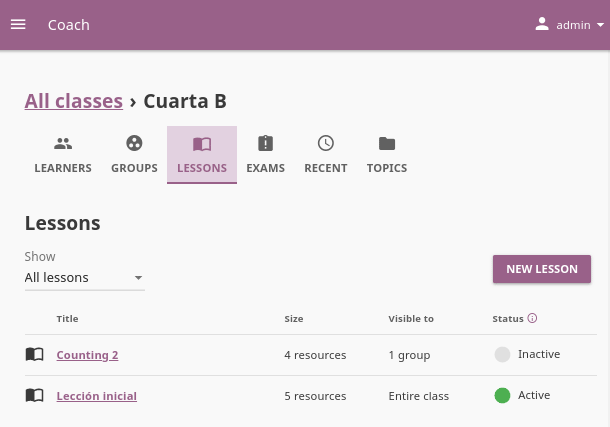 Coach
admin
All classes › Cuarta B
LEARNERS GROUPS LESSONS EXAMS RECENT TOPICS
Lessons
Show
All lessons
NEW LESSON
Title Size Visible to Status
Counting 2 4 resources 1 group Inactive
Lección inicial 5 resources Entire class Active